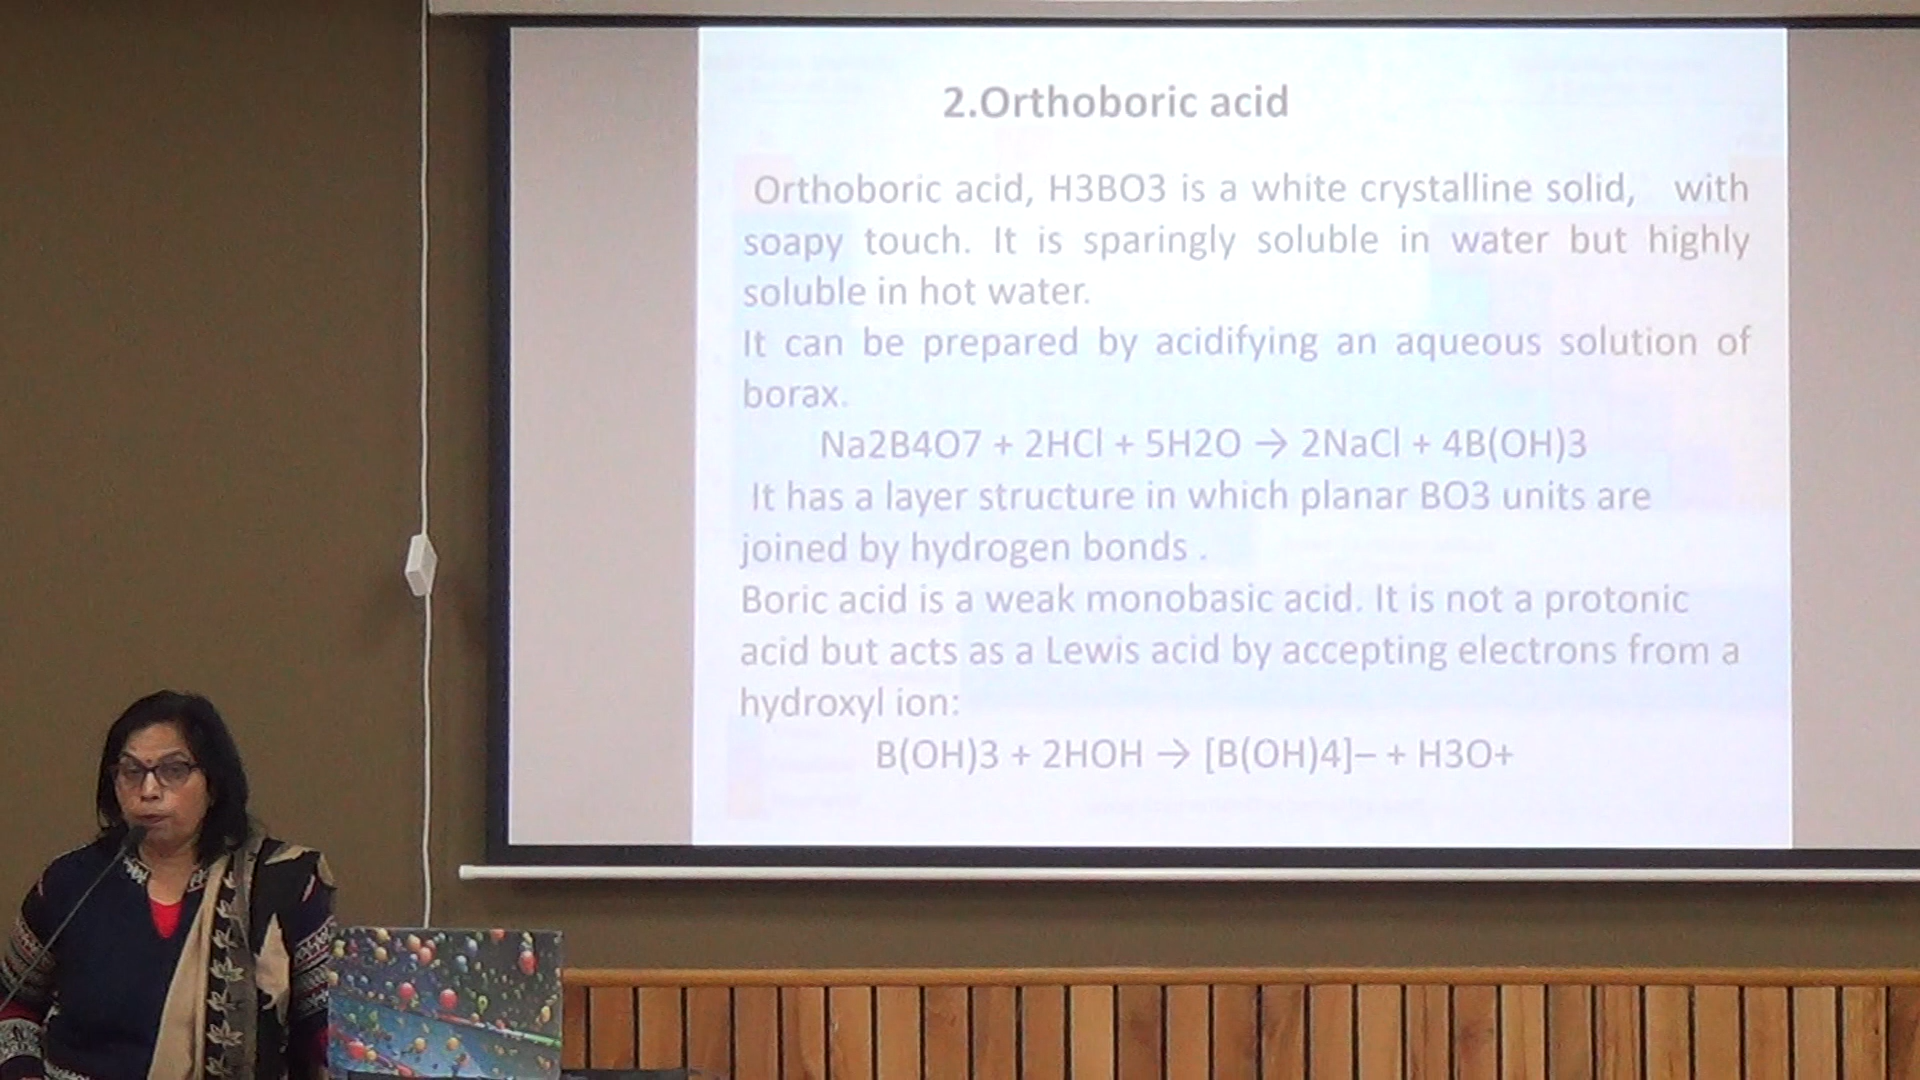 2.Orthoboric acid
Orthoboric acid, H3BO3 is a white crystalline solid, with
soapy touch. It is sparingly soluble in water but highly
soluble in hot water.
It can be prepared by acidifying an aqueous solution of
borax.
Na2B4O7 + 2HCl + 5H2O → 2NaCl + 4B(OH)3
It has a layer structure in which planar BO3 units are
joined by hydrogen bonds .
Boric acid is a weak monobasic acid. It is not a protonic
acid but acts as a Lewis acid by accepting electrons from a
hydroxyl ion:
B(OH)3 + 2HOH → [B(OH)4]– + H3O+